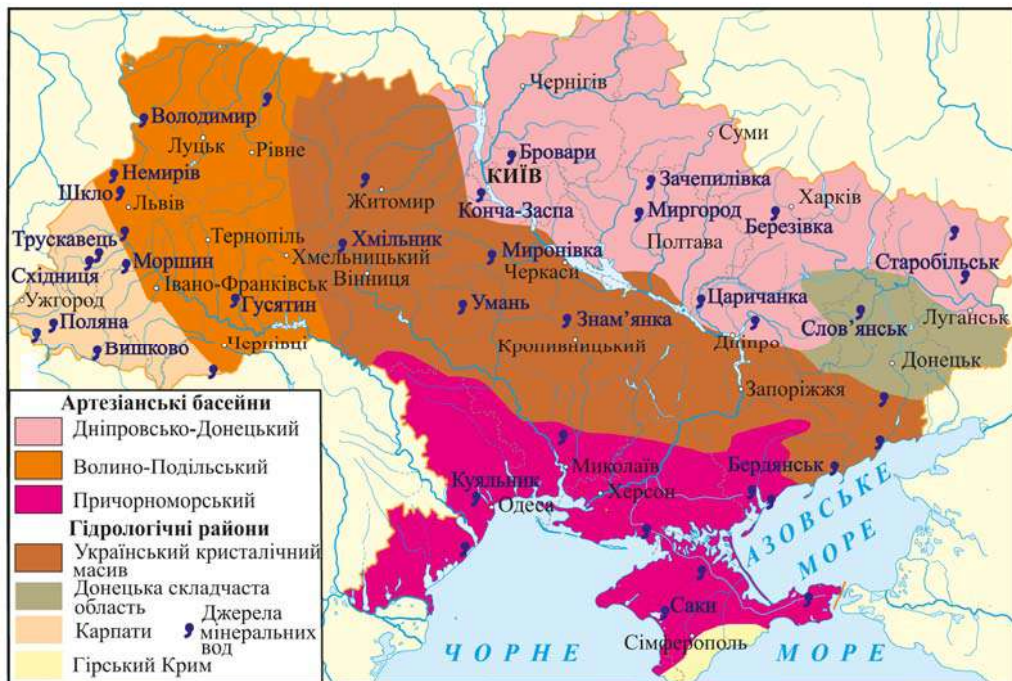 Чернігів
Суми
Володимир
Луцьк
Рівне
Бровари
КИЇВ
Зачепилівка
Немирів
Шкло
Львів
Житомир
Конча-Заспа
Миргород
Харків
Березівка
Трускавець
Тернопіль
Хмільник
Миронівка
Полтава
Моршин
Хмельницький
Черкаси
Східниця
Вінниця
Старобільськ
Ужгород
Івано-Франківськ
Гусятин
Умань
Царичанка
Поляна
Знам’янка
Слов’янськ
Луганськ
Вишково
Чернівці
Кропивницький
Дніпро
Донецьк
Запоріжжя
Артезіанські басейни
Дніпровсько-Донецький
Волино-Подільський
Причорноморський
Гідрологічні райони
Український кристалічний
масив
Донецька складчаста
область
Карпати
Джерела
мінеральних
вод
Гірський Крим
Миколаїв
Бердянськ
Куяльник
Херсон
Одеса
АЗОВСЬКЕ
МОРЕ
Саки
Сімферополь
ЧОРНЕ
МОРЕ